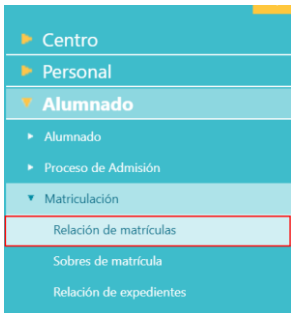 Centro
Personal
Alumnado
Alumnado
Proceso de Admisión
Matriculación
Relación de matrículas
Sobres de matrícula
Relación de expedientes